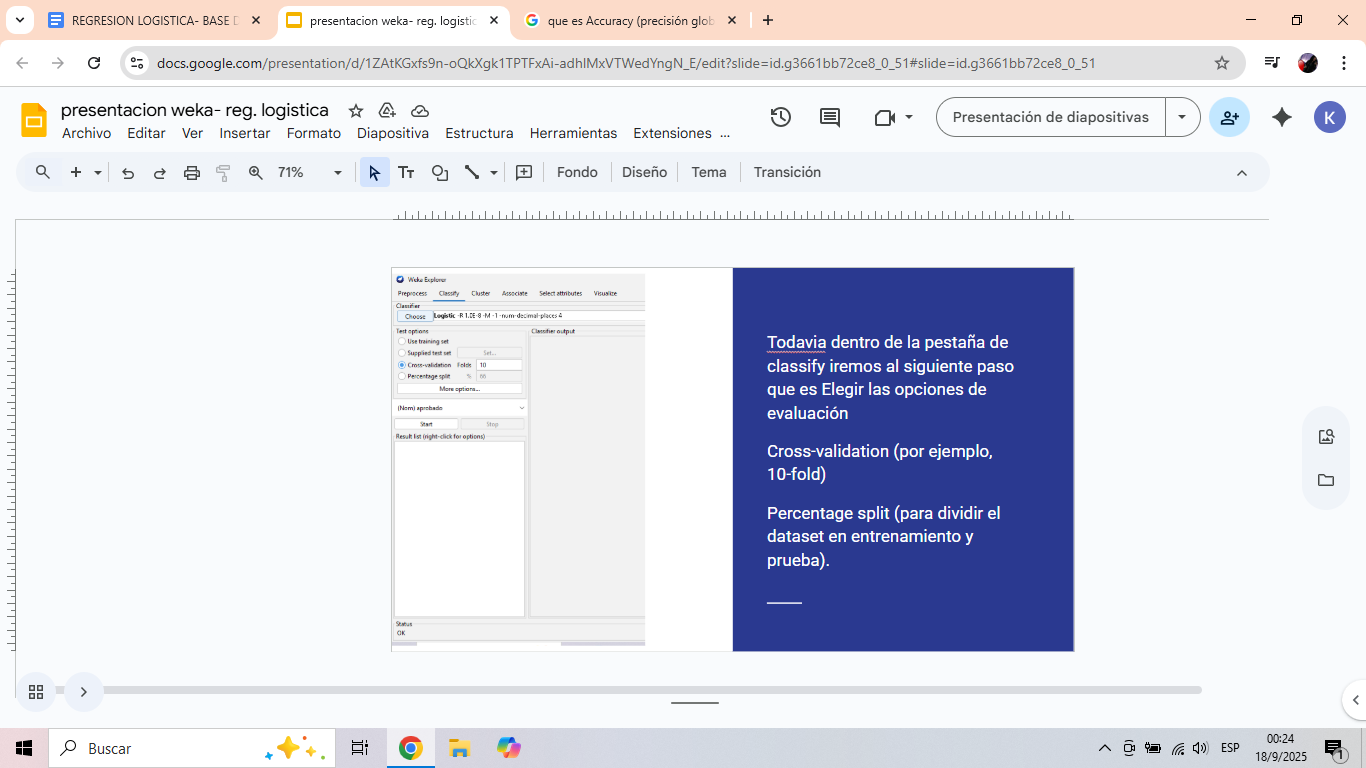 REGRESION LOGISTICA- BASE D
presentacion weka- reg. logistic
que es Accuracy (precisión glob
docs.google.com/presentation/d/1ZAtKGxfs9n-oQkXgk1TPTFxAi-adhlMxVTWedYngN_E/edit?slide=id.g3661bb72ce8_0_51#slide=id.g3661bb72ce8_0_51
presentacion weka- reg. logistica
Archivo Editar Ver Insertar Formato Diapositiva Estructura Herramientas Extensiones ...
Presentación de diapositivas
K
71%
Tt
Fondo
Diseño
Tema
Transición
Weka Explorer
Preprocess Classify Cluster Associate Select attributes Visualize
Classifier
Choose Logistic -R 1.0E-8 -M -1 -num-decimal-places 4
Test options
Classifier output
Use training set
Supplied test set Set...
Cross-validation Folds 10
Percentage split % 66
More options...
(Nom) aprobado
Start Stop
Result list (right-click for options)
Status
OK
Todavia dentro de la pestaña de
classify iremos al siguiente paso
que es Elegir las opciones de
evaluación
Cross-validation (por ejemplo,
10-fold)
Percentage split (para dividir el
dataset en entrenamiento y
prueba).
Buscar
ESP
00:24
18/9/2025
1